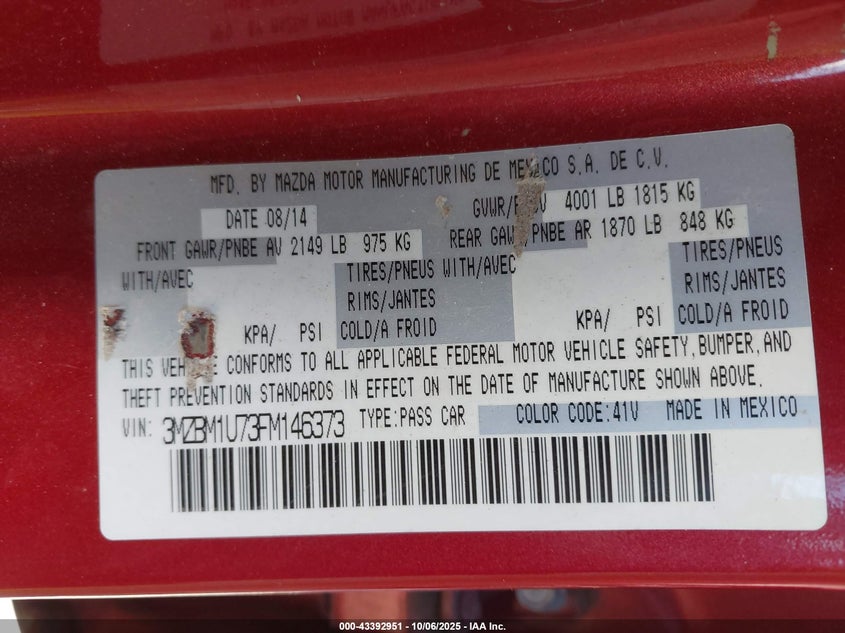 MFD. BY MAZDA MOTOR MANUFACTURING DE MEXICO S.A. DE C.V.
DATE 08/14 GVWR/ 4001 LB 1815 KG
FRONT GAWR/PNBE AV 2149 LB 975 KG REAR GAWR/PNBE AR 1870 LB 848 KG
WITH/AVEC TIRES/PNEUS WITH/AVEC TIRES/PNEUS
RIMS/JANTES RIMS/JANTES
KPA/ PSI COLD/A FROID KPA/ PSI COLD/A FROID
THIS VEHICLE CONFORMS TO ALL APPLICABLE FEDERAL MOTOR VEHICLE SAFETY, BUMPER, AND
THEFT PREVENTION STANDARDS IN EFFECT ON THE DATE OF MANUFACTURE SHOWN ABOVE.
VIN: 3MZBM1U73FM146373 TYPE:PASS CAR COLOR CODE:41V MADE IN MEXICO
000-43392951 - 10/06/2025 - IAA Inc.